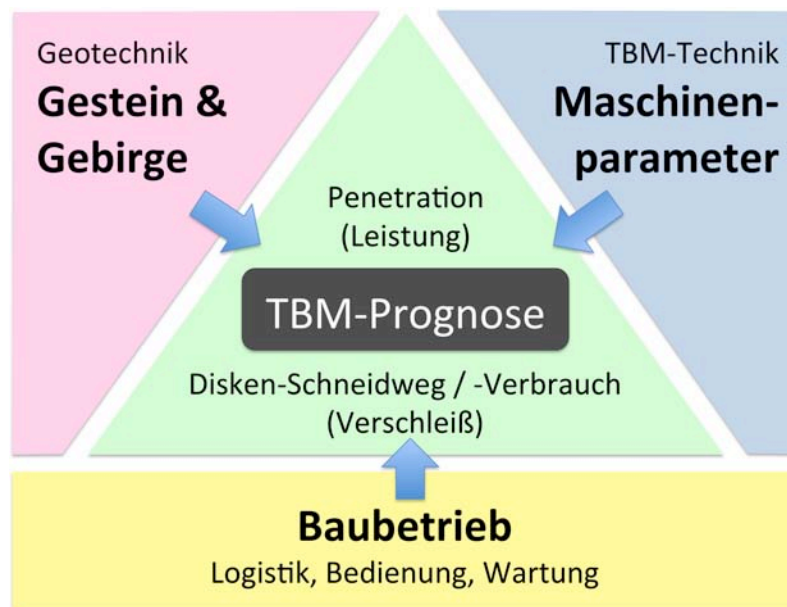 Geotechnik
Gestein &
Gebirge
TBM-Technik
Maschinen-
parameter
Penetration
(Leistung)
TBM-Prognose
Disken-Schneidweg / -Verbrauch
(Verschleiß)
Baubetrieb
Logistik, Bedienung, Wartung